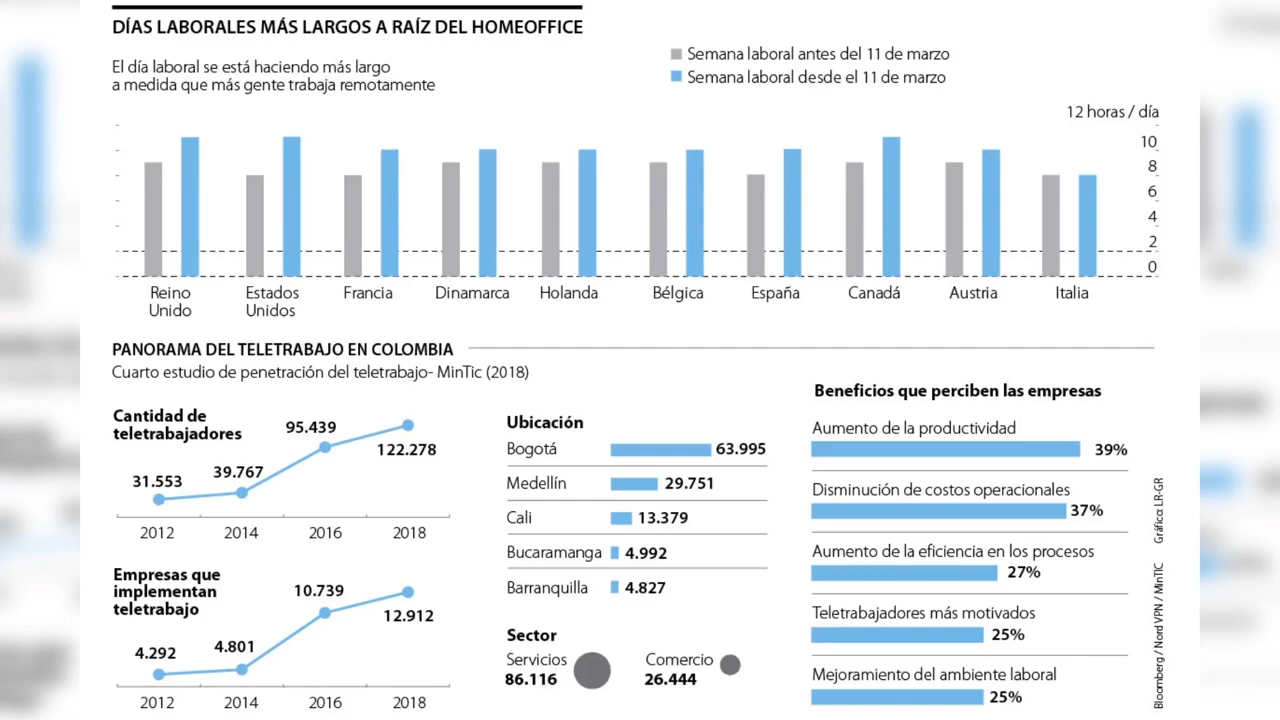 DÍAS LABORALES MÁS LARGOS A RAÍZ DEL HOMEOFICE
El día laboral se está haciendo más largo
a medida que más gente trabaja remotamente
Semana laboral antes del 11 de marzo
Semana laboral desde el 11 de marzo
12 horas / día
10
8
6
4
2
0
Reino
Unido
Estados
Unidos
Francia
Dinamarca
Holanda
Bélgica
España
Canadá
Austria
Italia
PANORAMA DEL TELETRABAJO EN COLOMBIA
Cuarto estudio de penetración del teletrabajo- MinTic (2018)
Cantidad de
teletrabajadores
31.553
39.767
95.439
122.278
2012
2014
2016
2018
Empresas que
implementan
teletrabajo
4.292
4.801
10.739
12.912
2012
2014
2016
2018
Ubicación
Bogotá 63.995
Medellín 29.751
Cali 13.379
Bucaramanga 4.992
Barranquilla 4.827
Sector
Servicios
86.116
Comercio
26.444
Beneficios que perciben las empresas
Aumento de la productividad
39%
Disminución de costos operacionales
37%
Aumento de la eficiencia en los procesos
27%
Teletrabajadores más motivados
25%
Mejoramiento del ambiente laboral
25%
Bloomberg / Nord VPN / MinTIC Gráfico: LR-GR